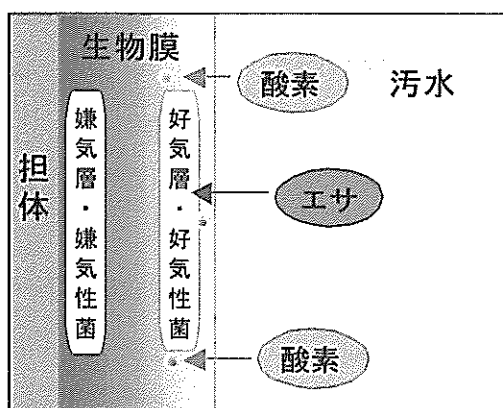 生物膜
酸素
汚水
担体
嫌気層・嫌気性菌
好気層・好気性菌
エサ
酸素